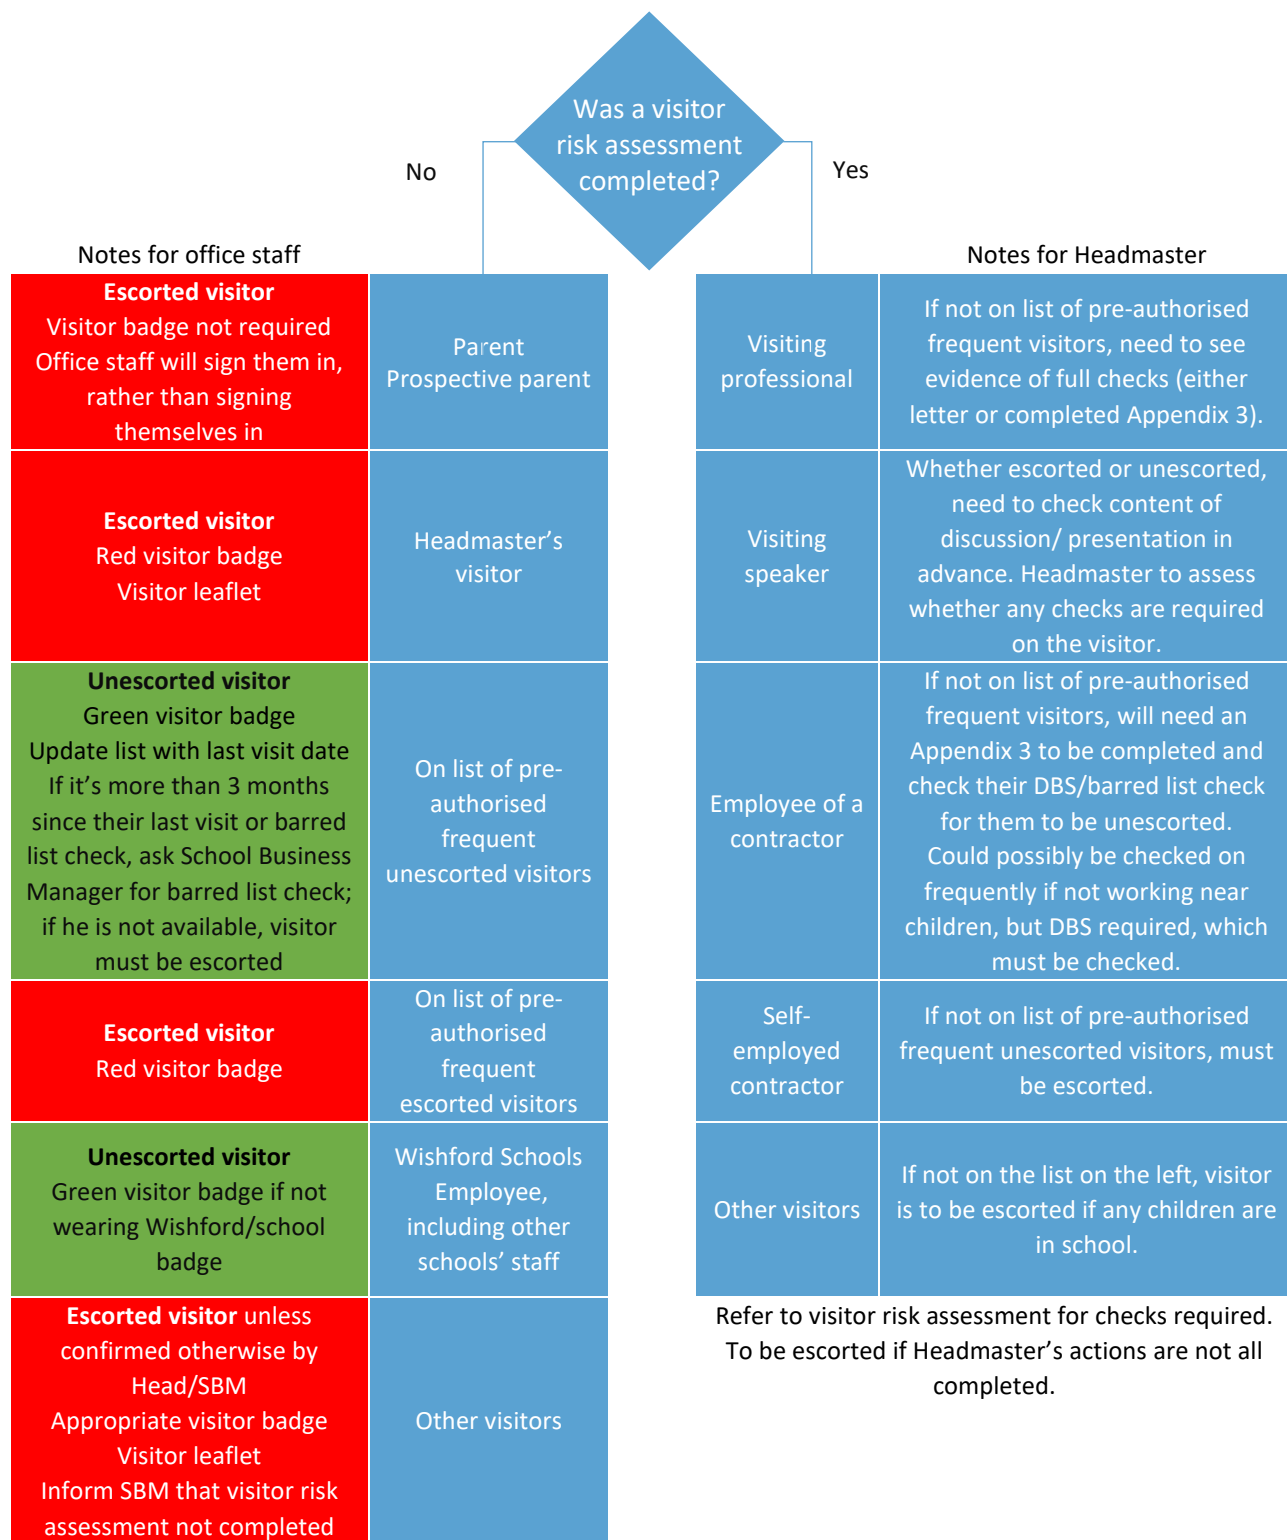 Was a visitor
risk assessment
completed?
No
Yes
Notes for office staff
Notes for Headmaster
Escorted visitor
Visitor badge not required
Office staff will sign them in,
rather than signing
themselves in
Parent
Prospective parent
Visiting
professional
If not on list of pre-authorised
frequent visitors, need to see
evidence of full checks (either
letter or completed Appendix 3).
Escorted visitor
Red visitor badge
Visitor leaflet
Headmaster’s
visitor
Visiting
speaker
Whether escorted or unescorted,
need to check content of
discussion/ presentation in
advance. Headmaster to assess
whether any checks are required
on the visitor.
Unescorted visitor
Green visitor badge
Update list with last visit date
If it’s more than 3 months
since their last visit or barred
list check, ask School Business
Manager for barred list check;
if he is not available, visitor
must be escorted
On list of pre-
authorised
frequent
unescorted visitors
Employee of a
contractor
If not on list of pre-authorised
frequent visitors, will need an
Appendix 3 to be completed and
check their DBS/barred list check
for them to be unescorted.
Could possibly be checked on
frequently if not working near
children, but DBS required, which
must be checked.
Escorted visitor
Red visitor badge
On list of pre-
authorised
frequent
escorted visitors
Self-
employed
contractor
If not on list of pre-authorised
frequent unescorted visitors, must
be escorted.
Unescorted visitor
Green visitor badge if not
wearing Wishford/school
badge
Wishford Schools
Employee,
including other
schools’ staff
Other visitors
If not on the list on the left, visitor
is to be escorted if any children are
in school.
Escorted visitor unless
confirmed otherwise by
Head/SBM
Appropriate visitor badge
Visitor leaflet
Inform SBM that visitor risk
assessment not completed
Other visitors
Refer to visitor risk assessment for checks required.
To be escorted if Headmaster’s actions are not all
completed.